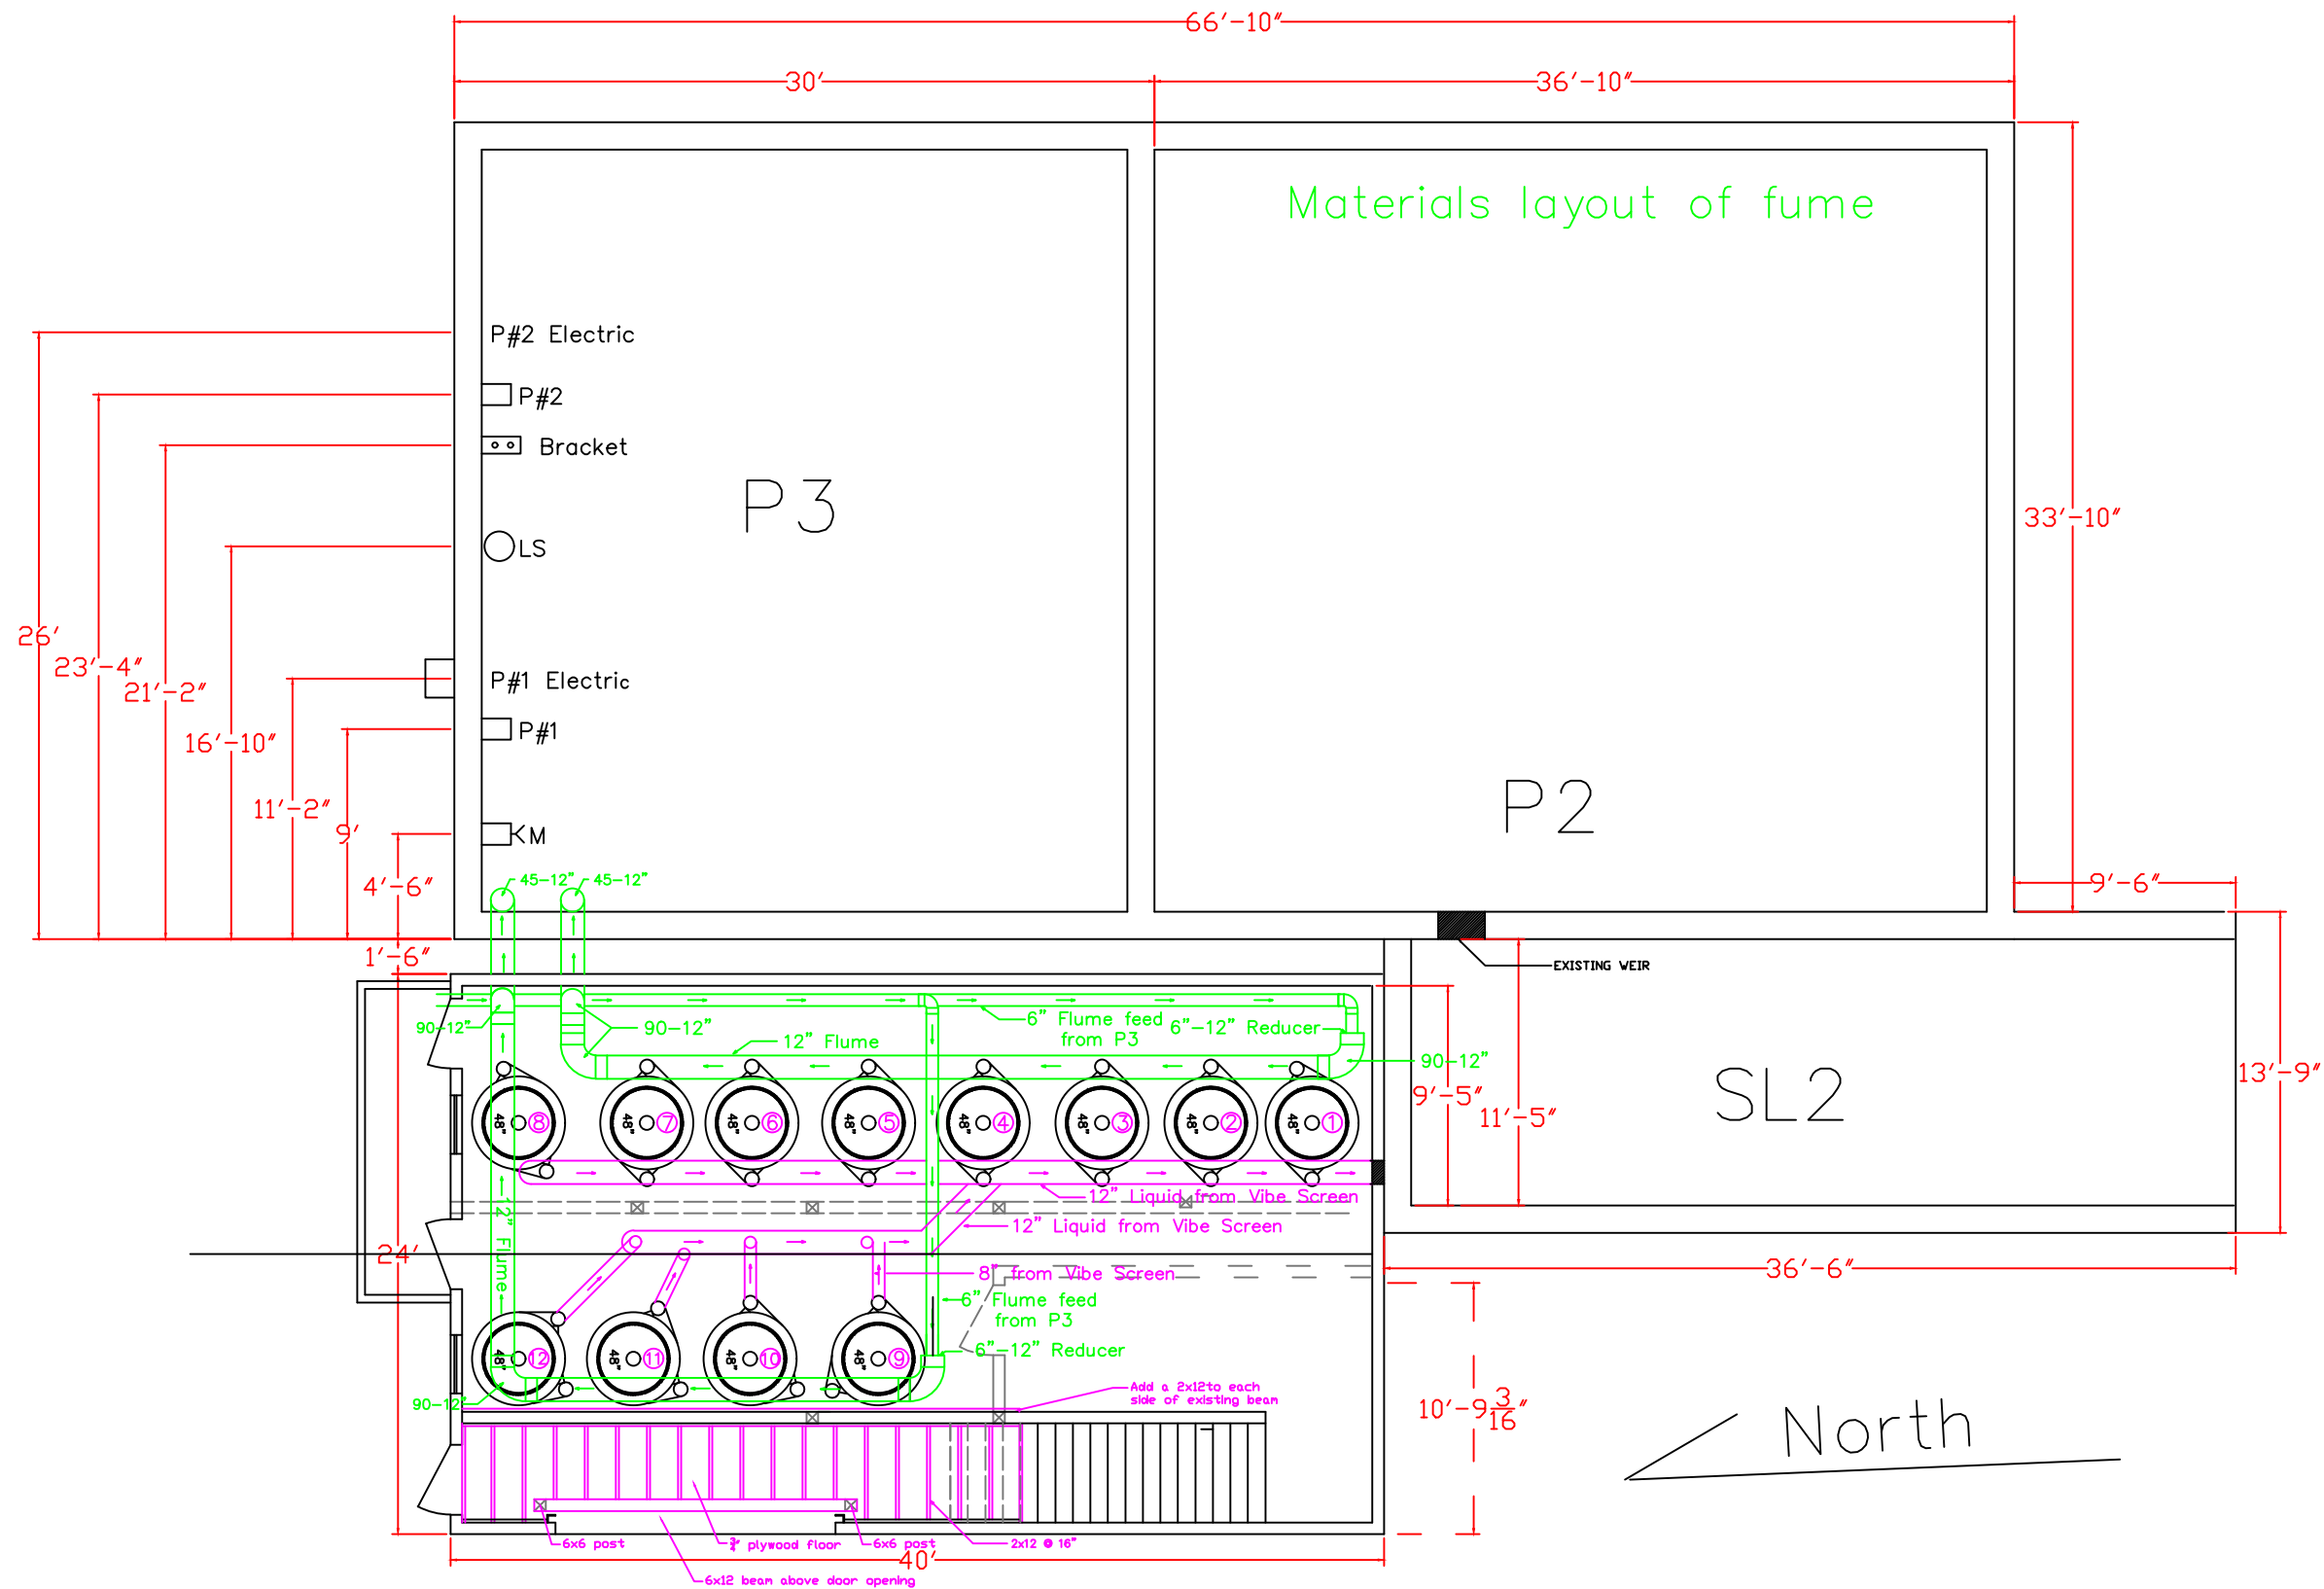 66'-10"
30'
36'-10"
Materials layout of fume
P#2 Electric
P#2
Bracket
P3
LS
33'-10"
26'
23'-4"
21'-2"
P#1 Electric
P#1
16'-10"
11'-2"
9'
M
P2
4'-6"
45-12"
45-12"
9'-6"
1'-6"
EXISTING WEIR
90-12"
90-12"
12" Flume
6" Flume feed
from P3
6"-12" Reducer
90-12"
9'-5"
11'-5"
SL2
13'-9"
48" 8
48" 7
48" 6
48" 5
48" 4
48" 3
48" 2
48" 1
12" Liquid from Vibe Screen
12" Liquid from Vibe Screen
2" Flume
24'
8" from Vibe Screen
36'-6"
6" Flume feed
from P3
6"-12" Reducer
48" 12
48" 11
48" 10
48" 9
90-12"
Add a 2x12to each
side of existing beam
10'-9 3/16"
North
6x6 post
3/4" plywood floor
6x6 post
2x12 @ 16"
40'
6x12 beam above door opening